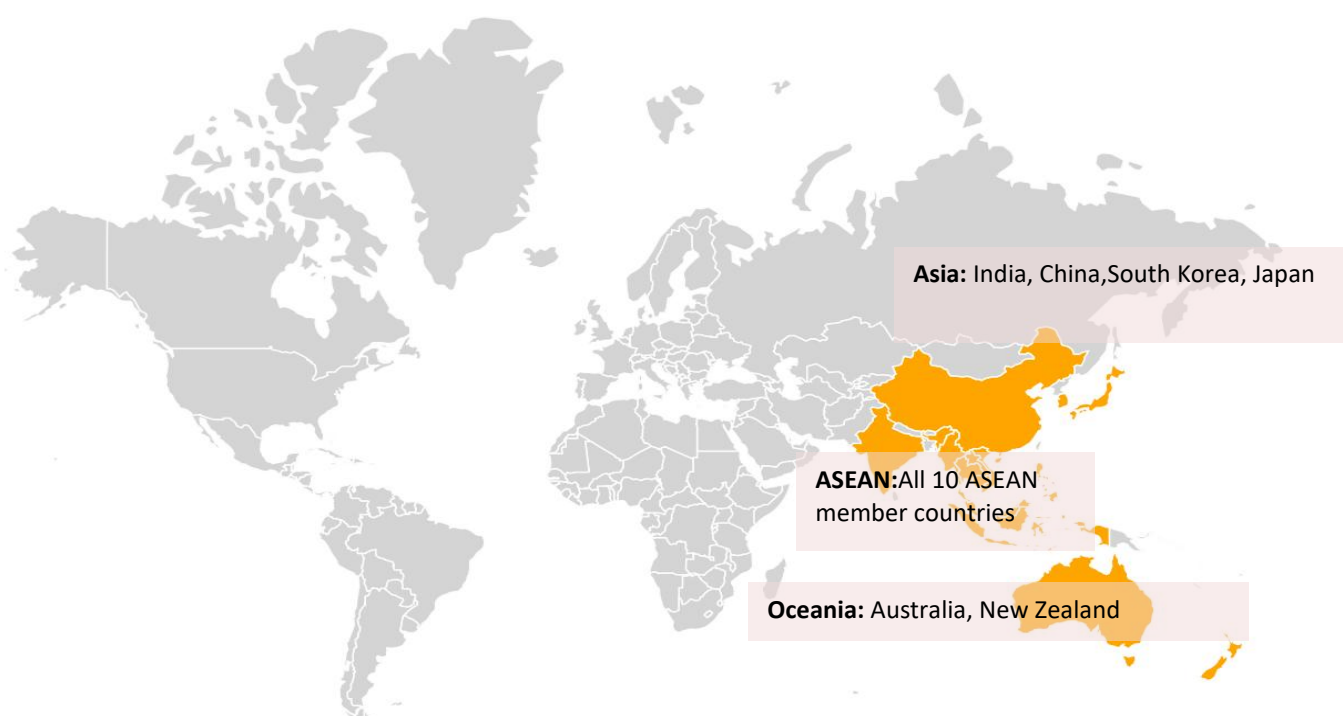 Asia: India, China,South Korea, Japan
ASEAN:All 10 ASEAN
member countries
Oceania: Australia, New Zealand